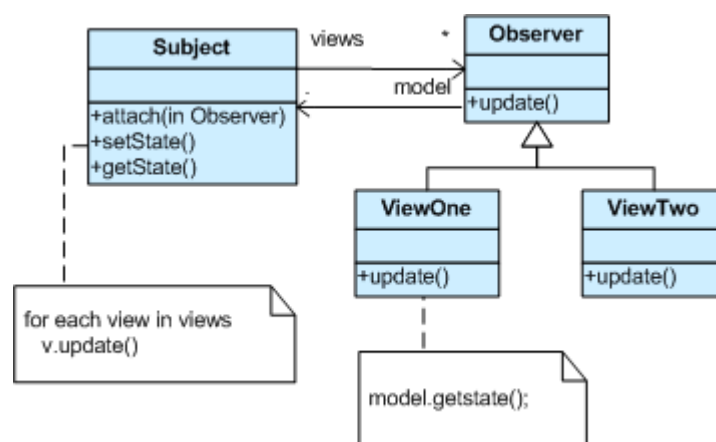 Subject
views
*
Observer
model
+attach(in Observer)
+setState()
+getState()
+update()
ViewOne
+update()
ViewTwo
+update()
for each view in views
v.update()
model.getstate();